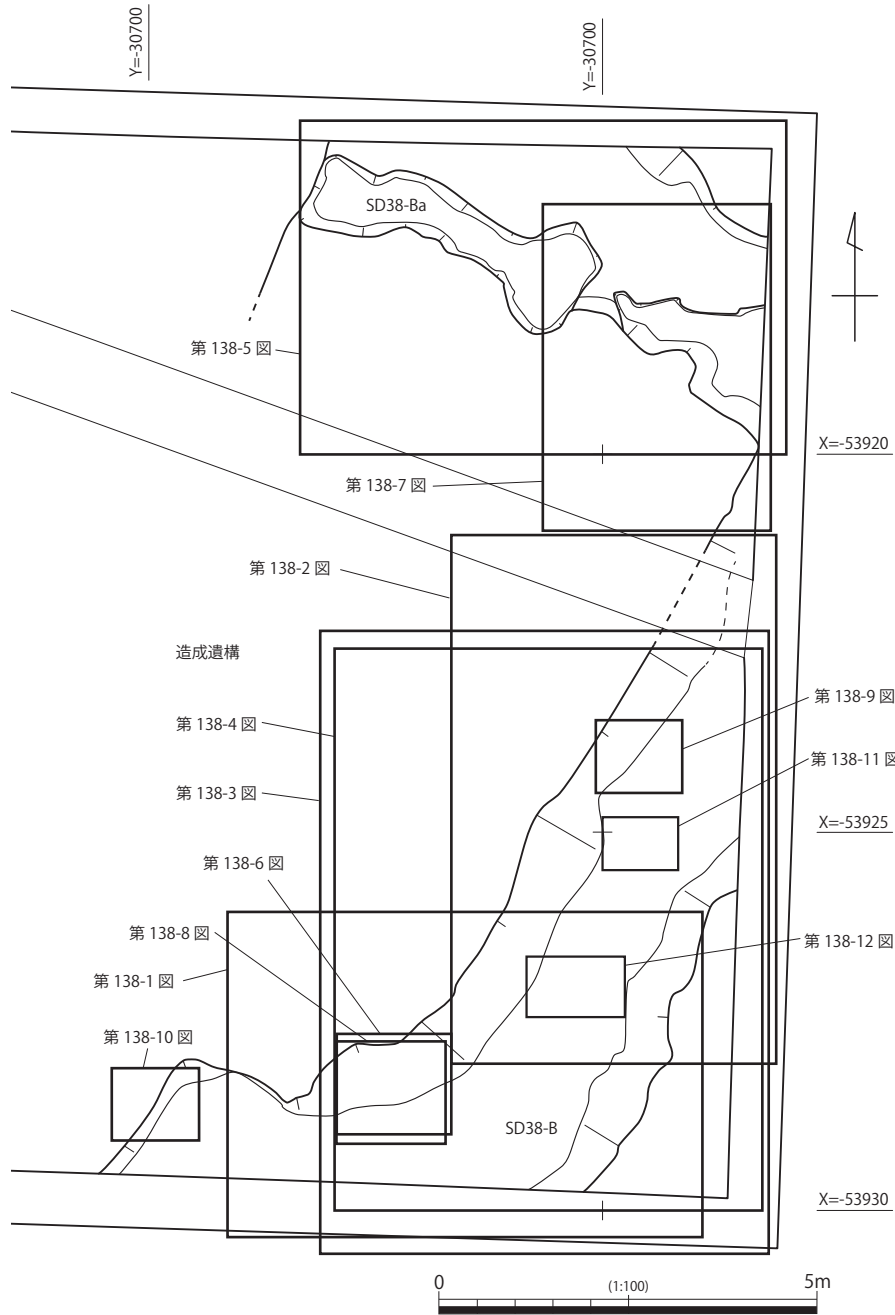 Y=-30700
Y=-30700
SD38-Ba
第 138-5 図
X=-53920
第 138-7 図
第 138-2 図
造成遺構
第 138-9 図
第 138-4 図
第 138-11 図
第 138-3 図
X=-53925
第 138-6 図
第 138-8 図
第 138-12 図
第 138-1 図
第 138-10 図
SD38-B
X=-53930
0
(1:100)
5m